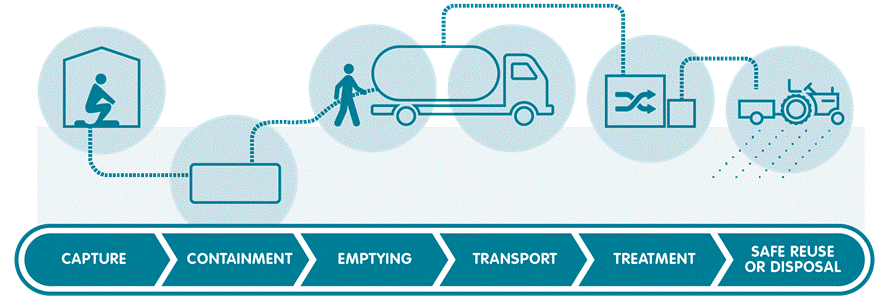 CAPTURE
CONTAINMENT
EMPTYING
TRANSPORT
TREATMENT
SAFE REUSE
OR DISPOSAL